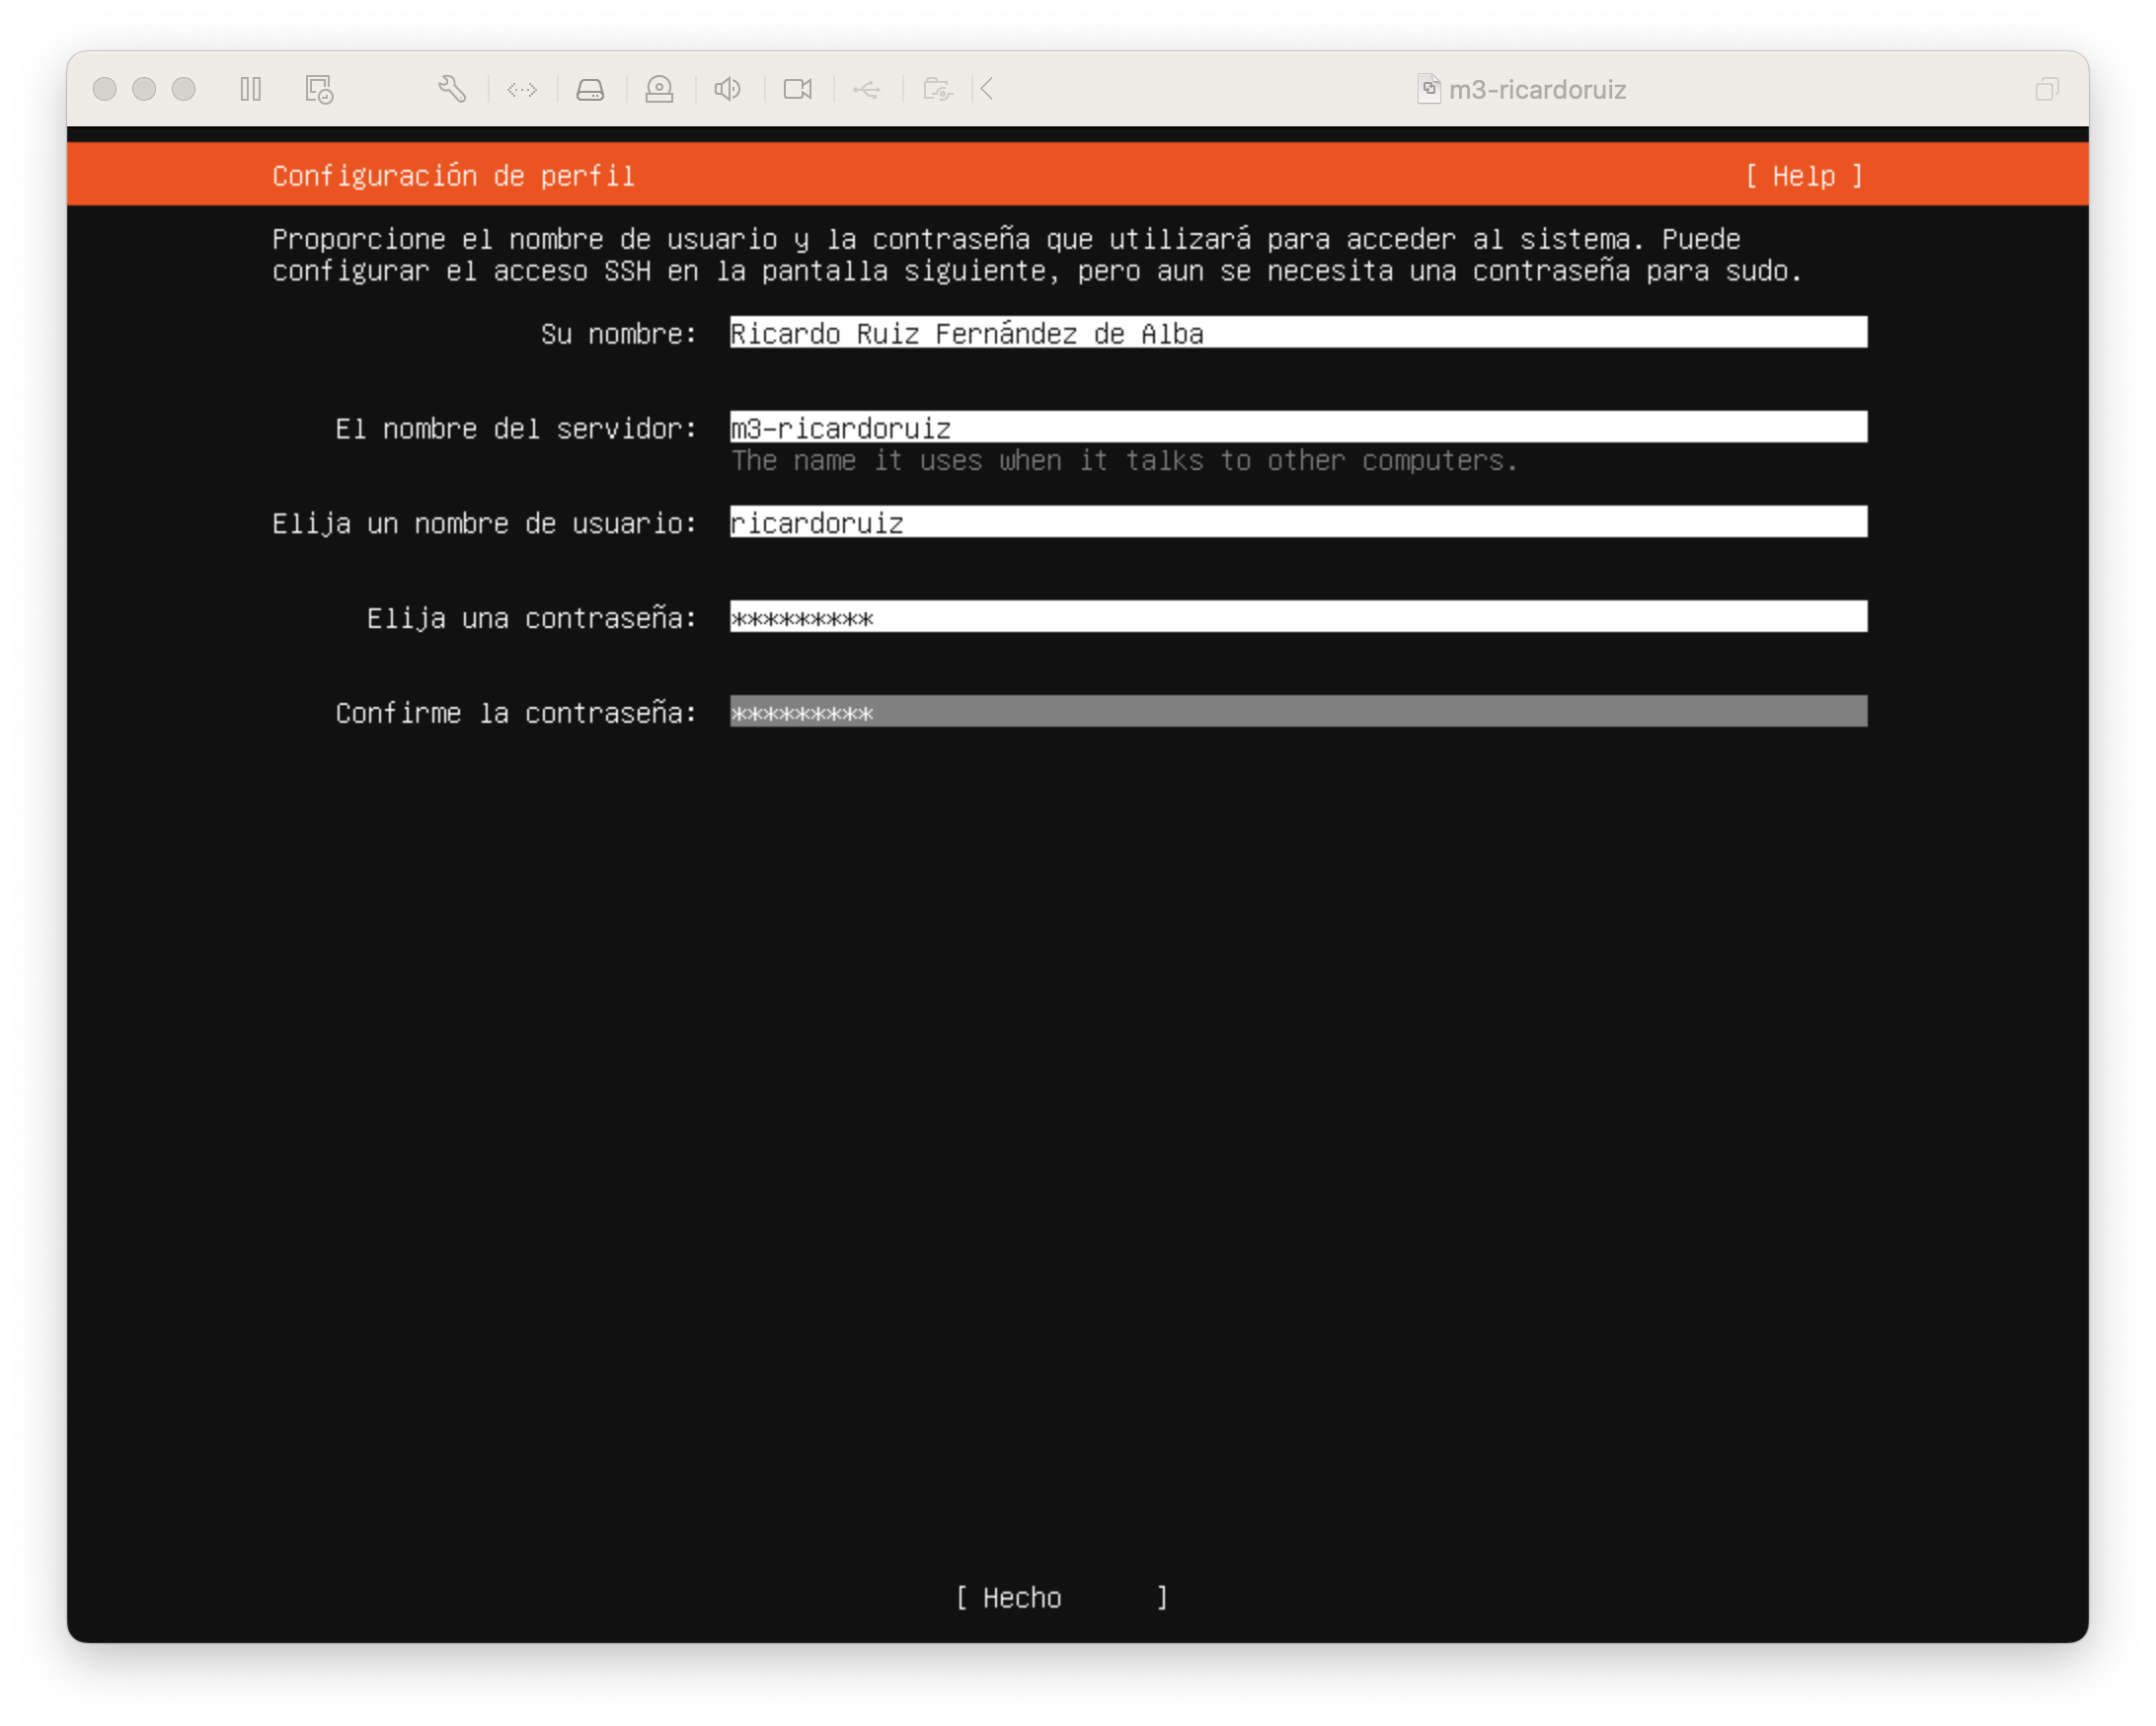 m3-ricardoruiz
Configuración de perfil [ Help ]
Proporcione el nombre de usuario y la contraseña que utilizará para acceder al sistema. Puede
configurar el acceso SSH en la pantalla siguiente, pero aun se necesita una contraseña para sudo.
Su nombre: Ricardo Ruiz Fernández de Alba
El nombre del servidor: m3-ricardoruiz
The name it uses when it talks to other computers.
Elija un nombre de usuario: ricardoruiz
Elija una contraseña: *********
Confirme la contraseña: *********
[ Hecho ]